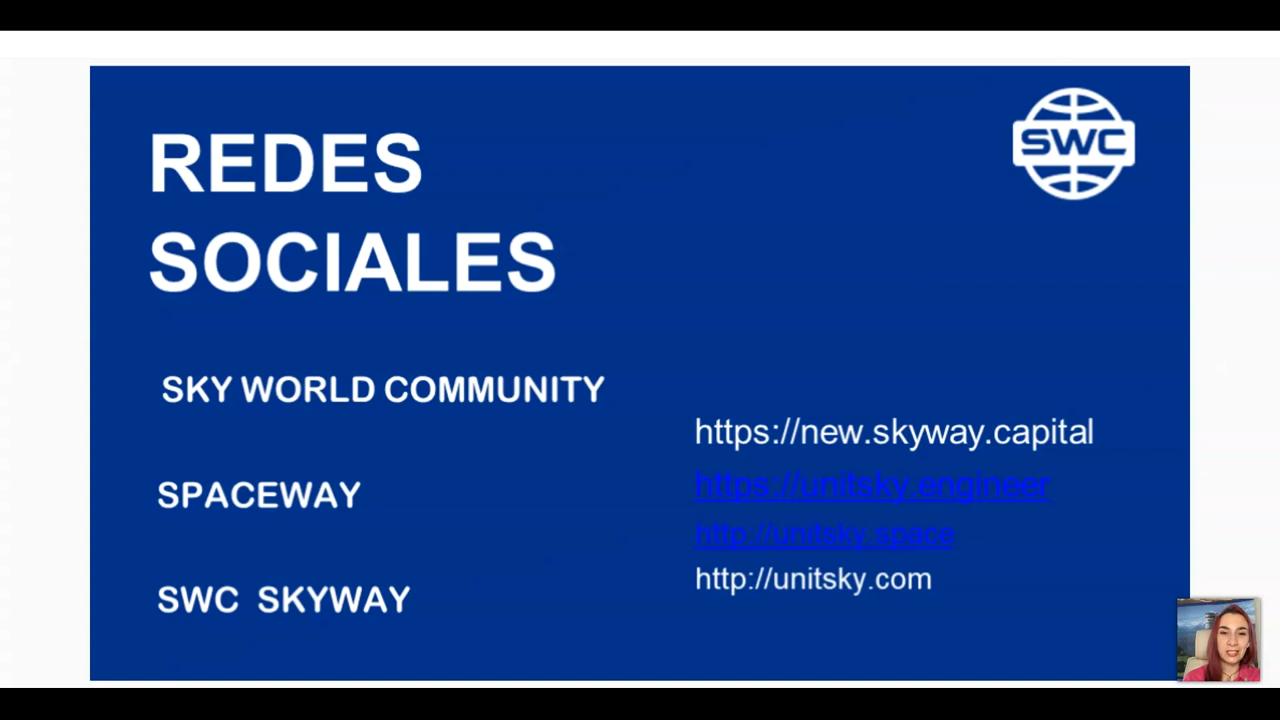 SWC
REDES
SOCIALES
SKY WORLD COMMUNITY
SPACEWAY
SWC SKYWAY
https://new.skyway.capital
https://unitsky.engineer
http://unitsky.space
http://unitsky.com